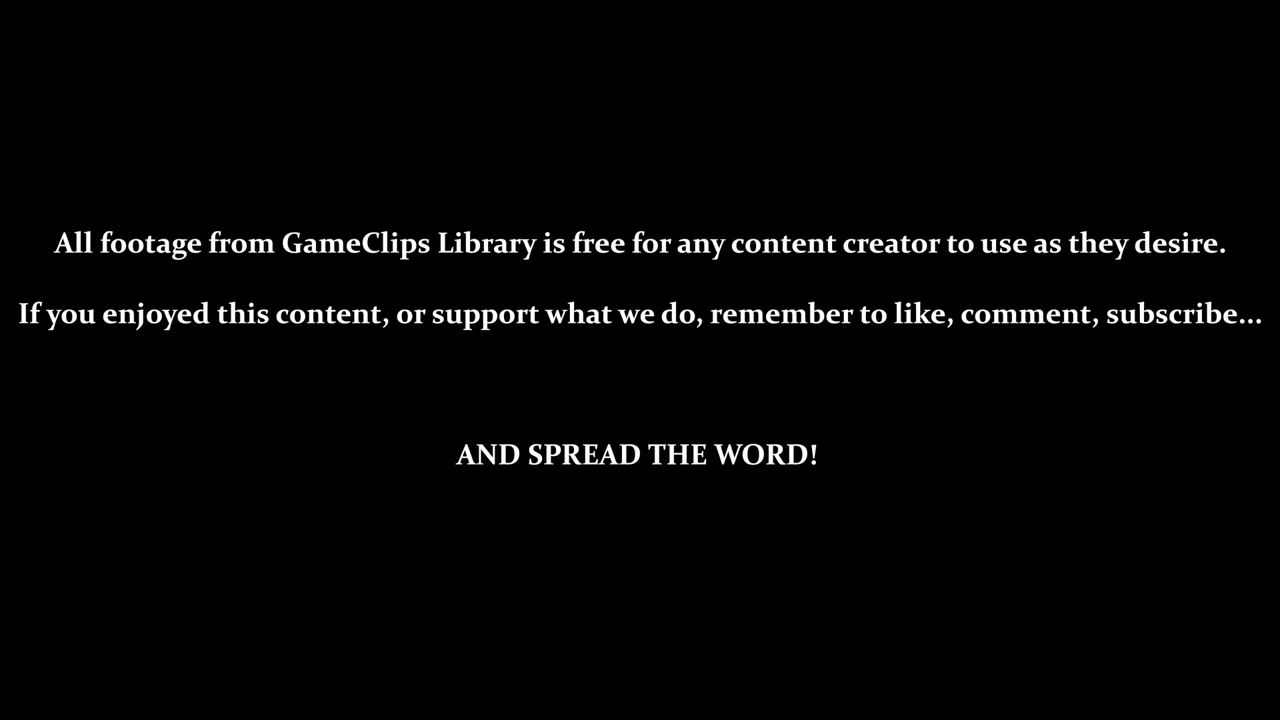 All footage from GameClips Library is free for any content creator to use as they desire.
If you enjoyed this content, or support what we do, remember to like, comment, subscribe...
AND SPREAD THE WORD!